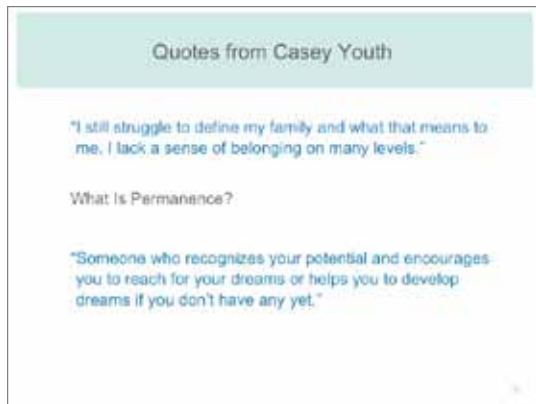 Quotes from Casey Youth
"I still struggle to define my family and what that means to
me. I lack a sense of belonging on many levels."
What Is Permanence?
"Someone who recognizes your potential and encourages
you to reach for your dreams or helps you to develop
dreams if you don't have any yet."